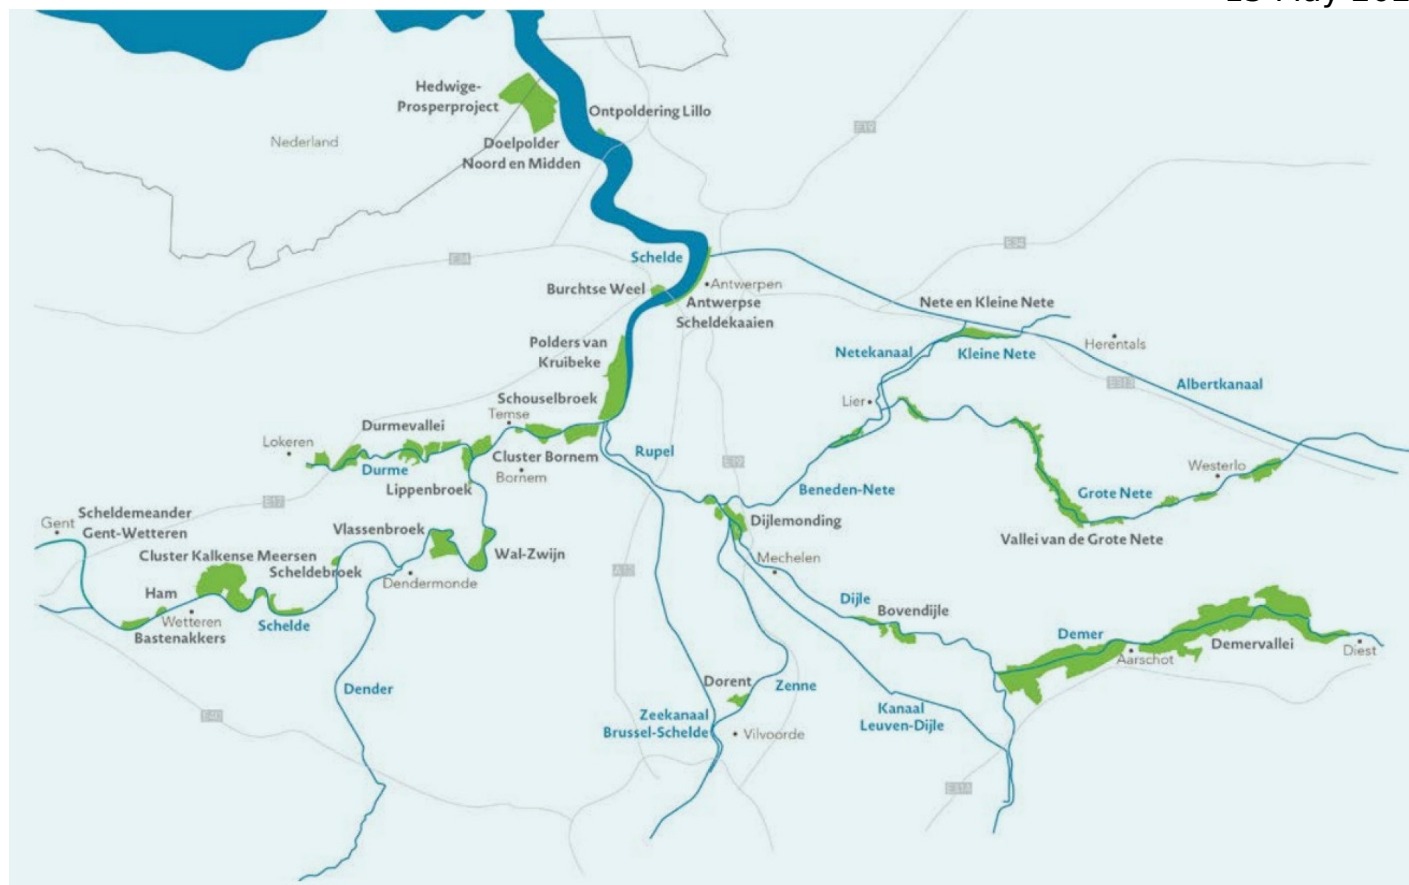 Hedwige-
Prosperproject
Ontpoldering Lillo
E19
Nederland
Doelpolder
Noord en Midden
E34
E34
Schelde
Burchtse Weel
Antwerpen
Antwerpse
Scheldekaaien
Nete en Kleine Nete
Polders van
Kruibeke
Netekanaal
Kleine Nete
Herentals
E313
Albertkanaal
Schouselbroek
Temse
Lier
Durmevallei
Lokeren
Durme
Cluster Bornem
Bornem
Rupel
E19
Lippenbroek
Beneden-Nete
Westerlo
Grote Nete
Vallei van de Grote Nete
E17
Scheldemeander
Gent-Wetteren
Gent
Vlassenbroek
Dijlemonding
Cluster Kalkense Meersen
Scheldebroek
Wal-Zwijn
Mechelen
A12
Dendermonde
Ham
Wetteren
Bastenakkers
Schelde
Dijle
Bovendijle
Demer
Aarschot
Demervallei
Diest
Dender
Dorent
Zenne
Zeekanaal
Brussel-Schelde
Vilvoorde
Kanaal
Leuven-Dijle
E40
E314